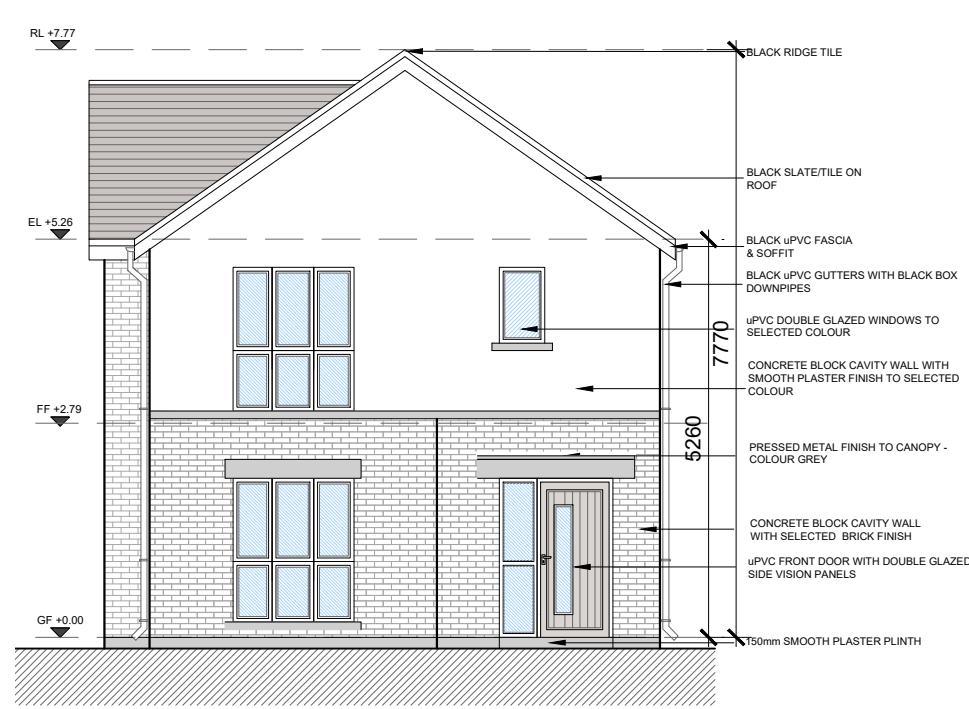 RL +7.77
BLACK RIDGE TILE
BLACK SLATE/TILE ON
ROOF
EL +5.26
BLACK uPVC FASCIA
& SOFFIT
BLACK uPVC GUTTERS WITH BLACK BOX
DOWNPIPES
uPVC DOUBLE GLAZED WINDOWS TO
SELECTED COLOUR
7770
CONCRETE BLOCK CAVITY WALL WITH
SMOOTH PLASTER FINISH TO SELECTED
COLOUR
FF +2.79
5260
PRESSED METAL FINISH TO CANOPY -
COLOUR GREY
CONCRETE BLOCK CAVITY WALL
WITH SELECTED BRICK FINISH
uPVC FRONT DOOR WITH DOUBLE GLAZED
SIDE VISION PANELS
GF +0.00
150mm SMOOTH PLASTER PLINTH